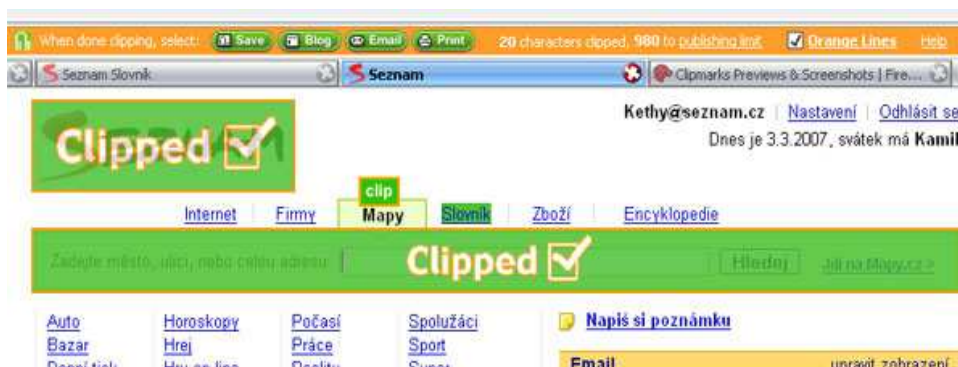 When done clipping, select: Save Blog Email Print 20 characters clipped, 980 to publishing limit Orange Lines Help
Seznam Slovník Seznam Clipmarks Previews & Screenshots | Fire...
Kethy@seznam.cz | Nastavení | Odhlásit se
Dnes je 3.3.2007, svátek má Kamil
SEZNAM
Clipped
clip
Internet Firmy Mapy Slovník Zboží Encyklopedie
Zadejte město, ulici, nebo celou adresu: Clipped Hledej Jdi na Mapy.cz >
Auto Horoskopy Počasí Spolužáci Napiš si poznámku
Bazar Hrej Práce Sport
Email upravit zobrazení